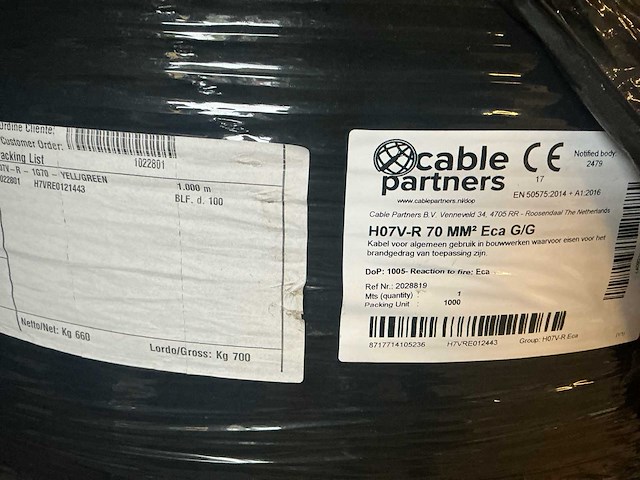 Ordine Cliente:
Customer Order:
Packing List
1022801
07V-R - 1G70 - YELL/GREEN
022801 H7VRE0121443
1.000 m
BLF. d. 100
Netto/Net: Kg 660
Lordo/Gross: Kg 700
cable
partners
www.cablepartners.nl/dop
CE
17
Notified body:
2479
EN 50575:2014 + A1:2016
Cable Partners B.V. Venneveld 34, 4705 RR - Roosendaal The Netherlands
H07V-R 70 MM² Eca G/G
Kabel voor algemeen gebruik in bouwwerken waarvoor eisen voor het
brandgedrag van toepassing zijn.
DoP: 1005- Reaction to fire: Eca
Ref Nr.: 2028819
Mts (quantity) : 1
Packing Unit : 1000
8717714105236 H7VRE012443 Group: H07V-R Eca